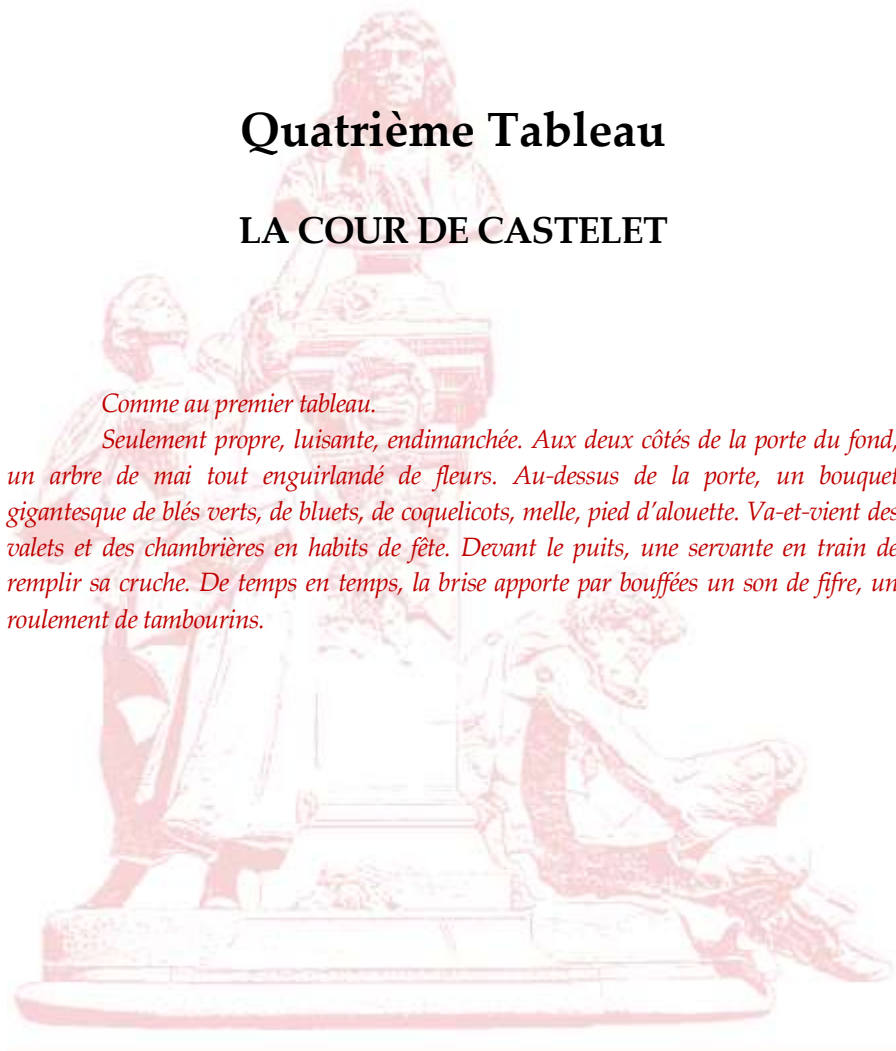 Quatrième Tableau
LA COUR DE CASTELET
Comme au premier tableau.
Seulement propre, luisante, endimanchée. Aux deux côtés de la porte du fond,
un arbre de mai tout enguirlandé de fleurs. Au-dessus de la porte, un bouquet
gigantesque de blés verts, de bluets, de coquelicots, melle, pied d’alouette. Va-et-vient des
valets et des chambrières en habits de fête. Devant le puits, une servante en train de
remplir sa cruche. De temps en temps, la brise apporte par bouffées un son de fifre, un
roulement de tambourins.